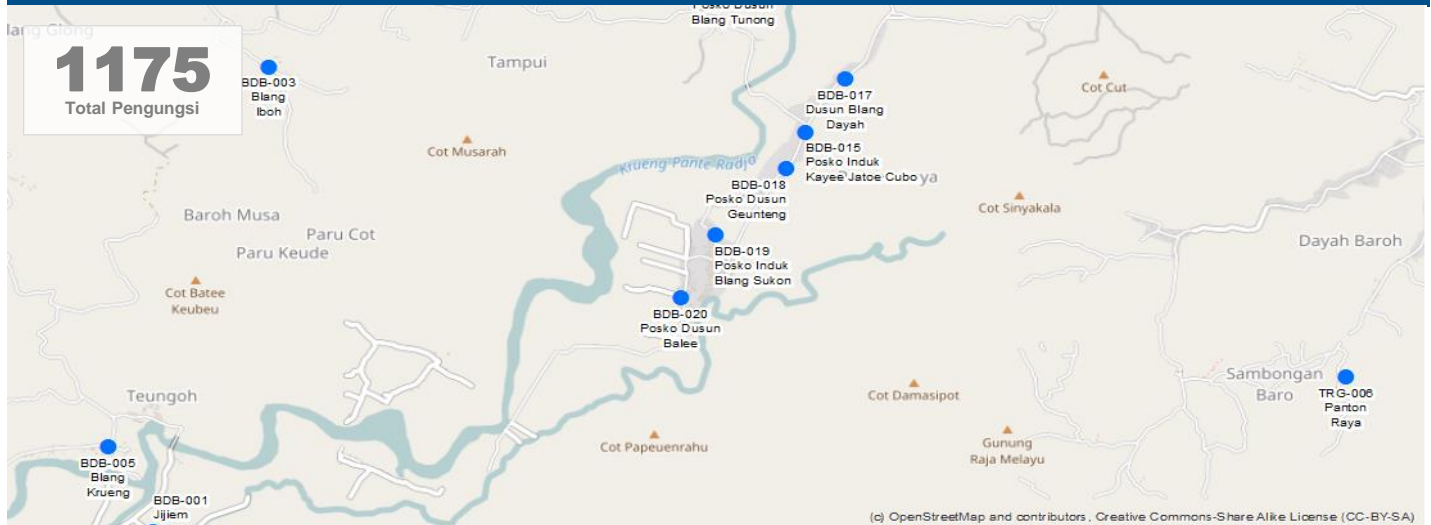 Posko Dusun
Blang Tunong
lang Glong
1175
Total Pengungsi
BDB-003
Blang
Iboh
Tampui
BDB-017
Dusun Blang
Dayah
Cot Cut
Cot Musarah
BDB-015
Posko Induk
Kayee Jatoe Cubo
ya
Krueng Pante Radja
BDB-018
Posko Dusun
Geunteng
Cot Sinyakala
Baroh Musa
Paru Cot
Paru Keude
BDB-019
Posko Induk
Blang Sukon
Dayah Baroh
Cot Batee
Keubeu
BDB-020
Posko Dusun
Balee
Teungoh
Cot Damasipot
Sambongan
Baro
TRG-006
Panton
Raya
Cot Papeuenrahu
Gunung
Raja Melayu
BDB-005
Blang
Krueng
BDB-001
Jijiem
(c) OpenStreetMap and contributors, Creative Commons-Share Alike License (CC-BY-SA)